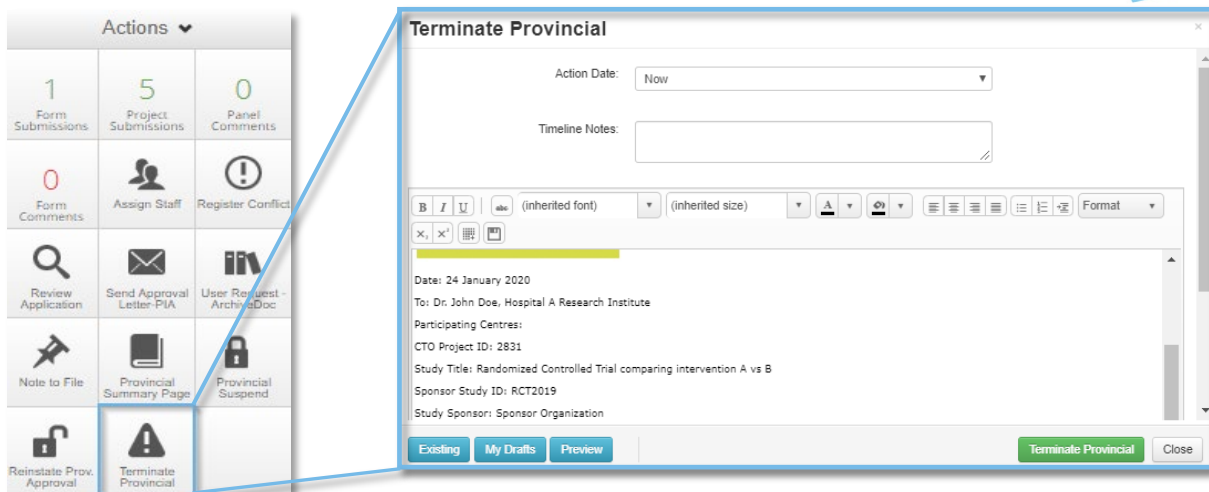 Actions
1
Form
Submissions
5
Project
Submissions
0
Panel
Comments
0
Form
Comments
Assign Staff
Register Conflict
Review
Application
Send Approval
Letter-PIA
User Request -
ArchiveDoc
Note to File
Provincial
Summary Page
Provincial
Suspend
Reinstate Prov.
Approval
Terminate
Provincial
Terminate Provincial
×
Action Date:
Now
Timeline Notes:
B I U abc (inherited font) (inherited size) A Format
x₂ x²
Date: 24 January 2020
To: Dr. John Doe, Hospital A Research Institute
Participating Centres:
CTO Project ID: 2831
Study Title: Randomized Controlled Trial comparing intervention A vs B
Sponsor Study ID: RCT2019
Study Sponsor: Sponsor Organization
Existing My Drafts Preview Terminate Provincial Close